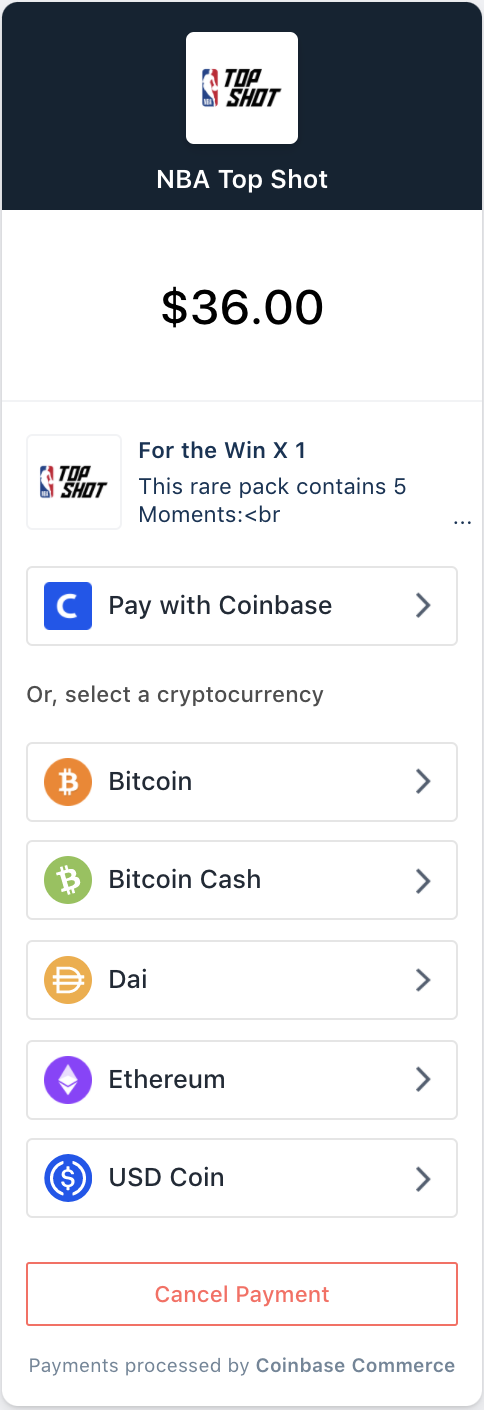 TOP
SHOT
NBA
NBA Top Shot
$36.00
TOP
SHOT
For the Win X 1
This rare pack contains 5
Moments:<br
...
C
Pay with Coinbase
Or, select a cryptocurrency
Bitcoin
Bitcoin Cash
Dai
Ethereum
USD Coin
Cancel Payment
Payments processed by Coinbase Commerce